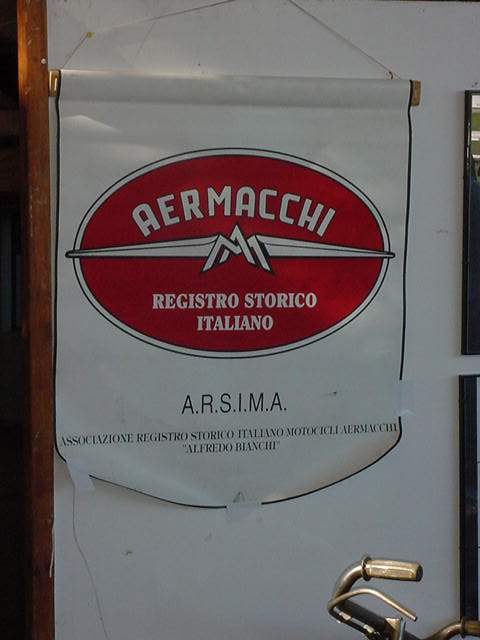 AERMACCHI
REGISTRO STORICO
ITALIANO
A.R.S.I.M.A.
ASSOCIAZIONE REGISTRO STORICO ITALIANO MOTOCICLI AERMACCHI
"ALFREDO BIANCHI"